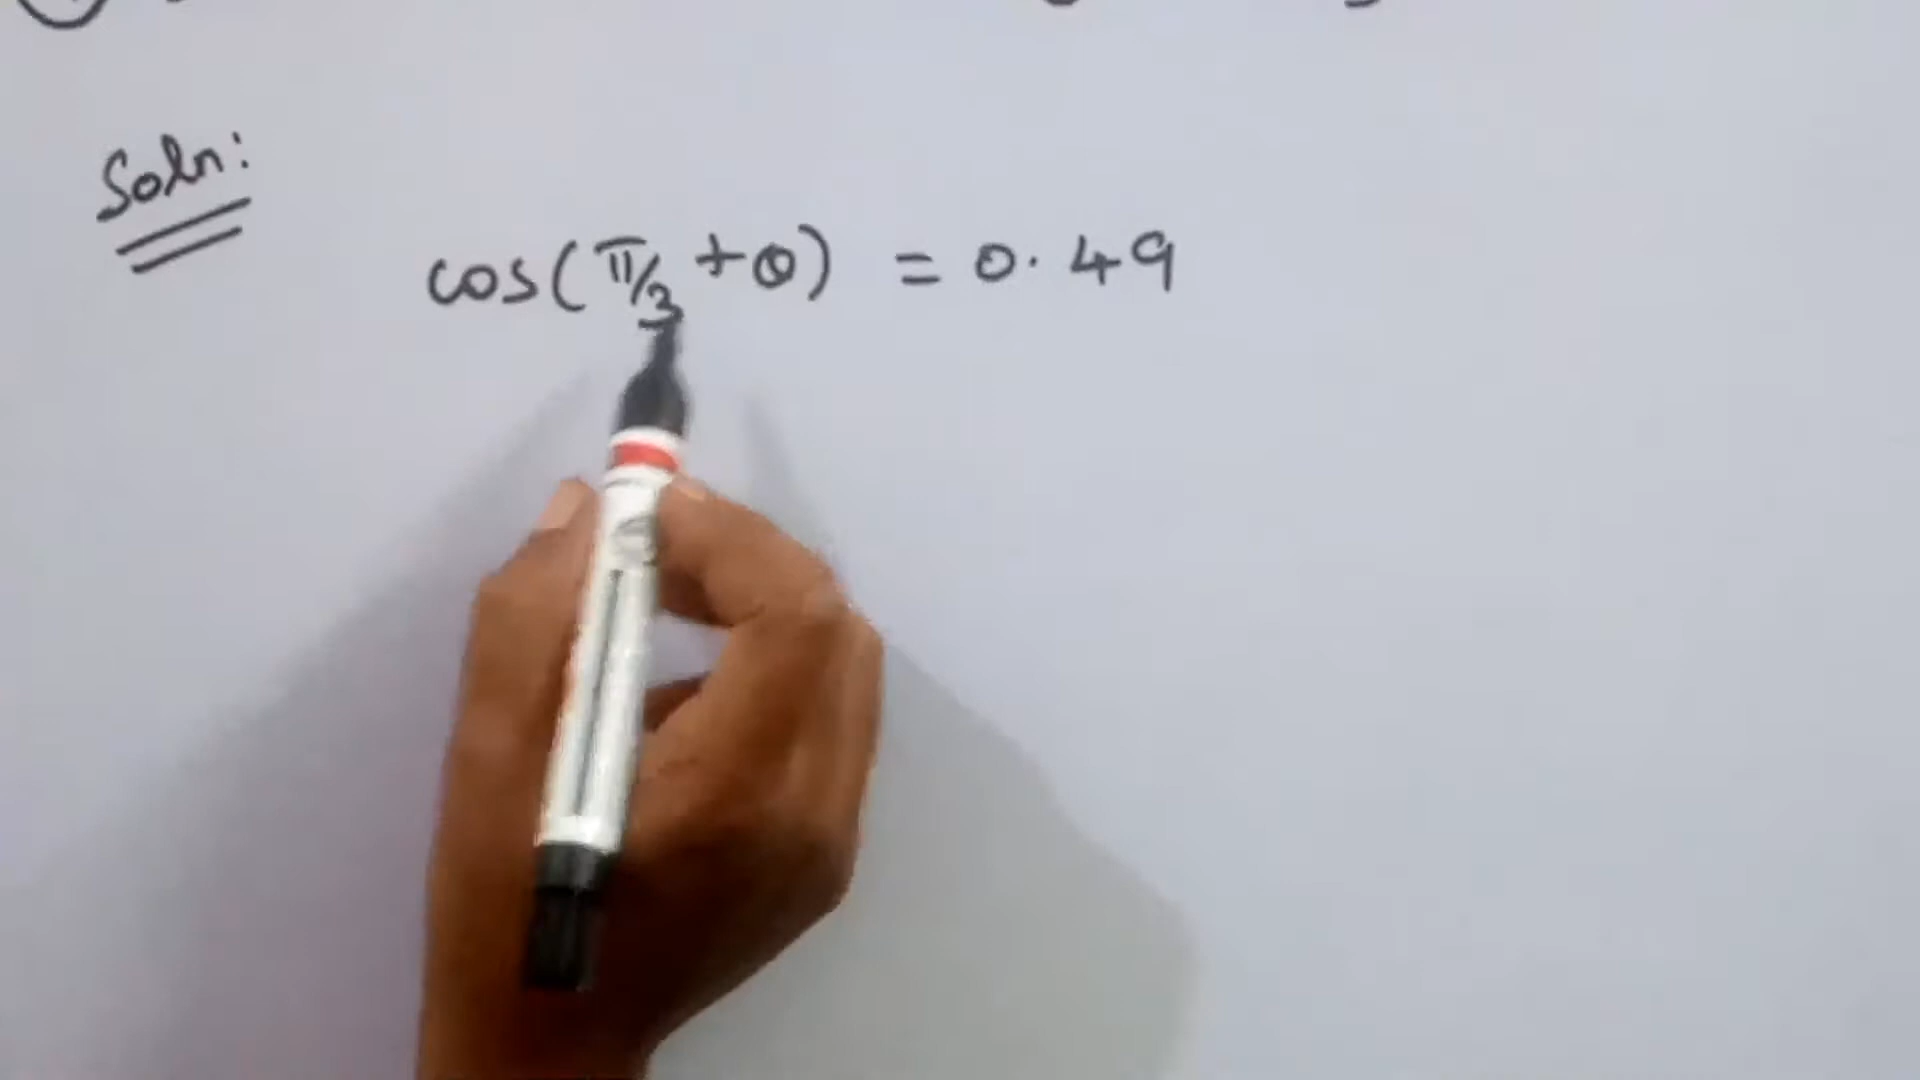 Soln:
cos(π/3 + θ) = 0.49